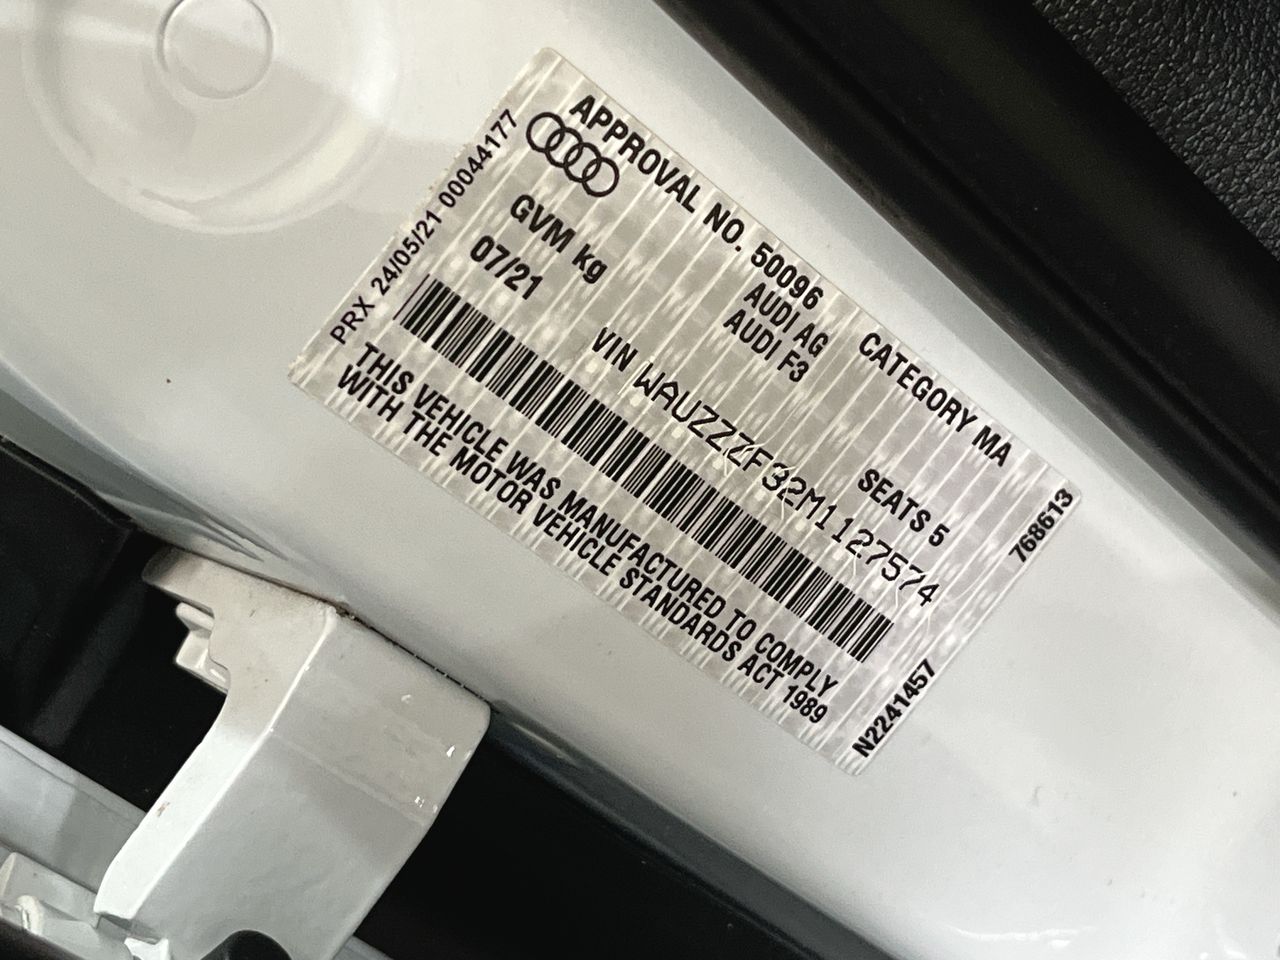 PRX 24/05/21 00044177
APPROVAL NO. 50096
CATEGORY MA
AUDI AG
GVM kg
AUDI F3
SEATS 5
07/21
VIN WAUZZZF32M1127574
THIS VEHICLE WAS MANUFACTURED TO COMPLY
WITH THE MOTOR VEHICLE STANDARDS ACT 1989
768613
N2241457